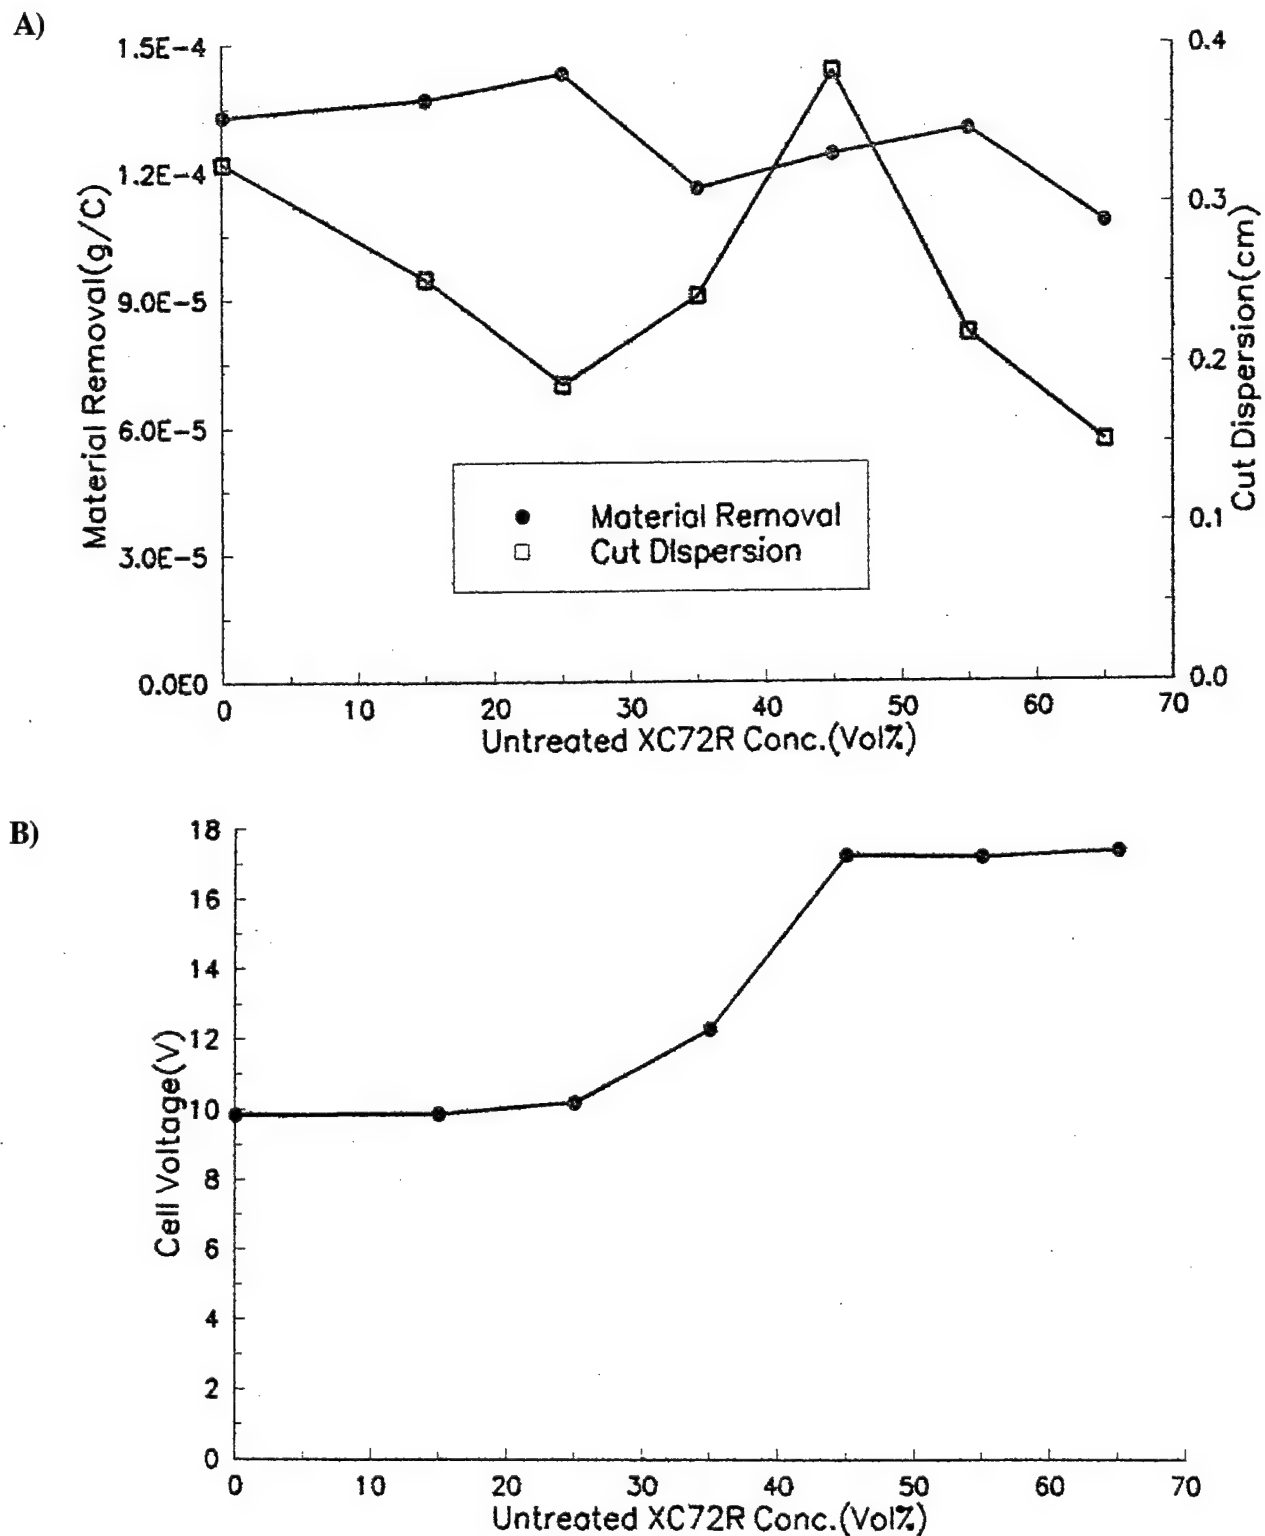 A)
1.5E-4
1.2E-4
9.0E-5
6.0E-5
3.0E-5
0.0E0
Material Removal(g/C)
0.4
0.3
0.2
0.1
0.0
Cut Dispersion(cm)
Material Removal
Cut DIspersion
0 10 20 30 40 50 60 70
Untreated XC72R Conc.(Vol%)
B)
18
16
14
12
10
8
6
4
2
0
Cell Voltage(V)
0 10 20 30 40 50 60 70
Untreated XC72R Conc.(Vol%)